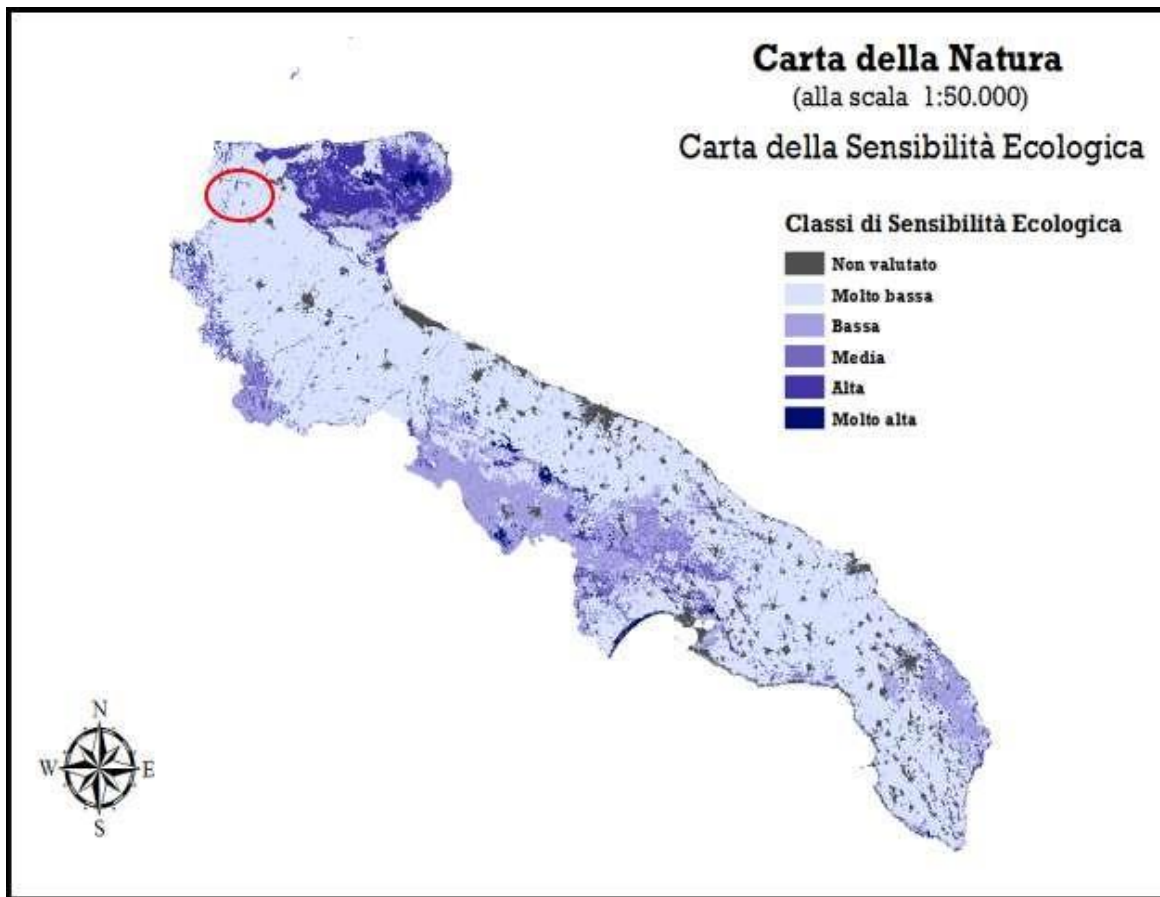 Carta della Natura
(alla scala 1:50.000)
Carta della Sensibilità Ecologica
Classi di Sensibilità Ecologica
Non valutato
Molto bassa
Bassa
Media
Alta
Molto alta
N
W E
S